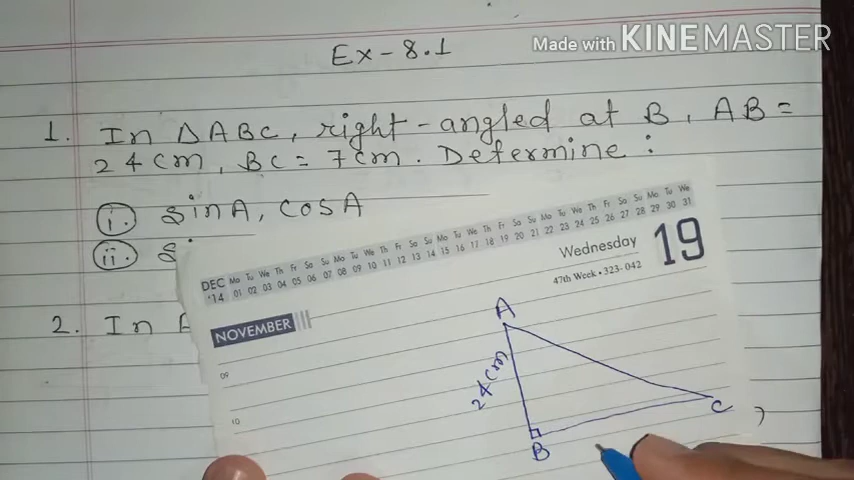 Ex-8.1
Made with KINEMASTER
1. In ΔABC, right-angled at B, AB=
24cm, BC=7cm. Determine:
i. sinA, cosA
ii. si
2. In
DEC Mo Tu We Th Fr Sa Su Mo Tu We Th Fr Sa Su Mo Tu We Th Fr Sa Su Mo Tu We Th Fr Sa Su Mo Tu We
'14 01 02 03 04 05 06 07 08 09 10 11 12 13 14 15 16 17 18 19 20 21 22 23 24 25 26 27 28 29 30 31
Wednesday 19
47th Week • 323-042
NOVEMBER
09
10
A
24cm
B
C